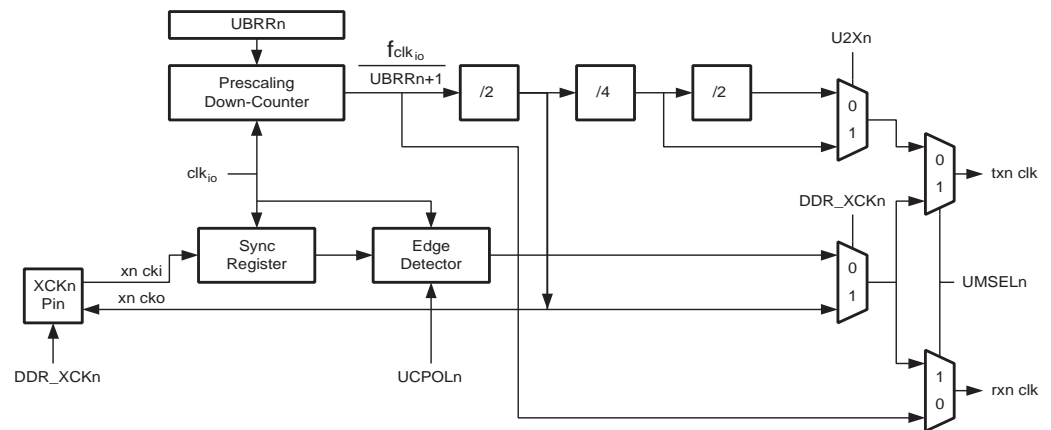 UBRRn
U2Xn
fclkio
UBRRn+1
Prescaling
Down-Counter
/2
/4
/2
0
1
clkio
0
1
txn clk
DDR_XCKn
Sync
Register
Edge
Detector
xn cki
0
1
XCKn
Pin
xn cko
UMSELn
DDR_XCKn
UCPOLn
1
0
rxn clk